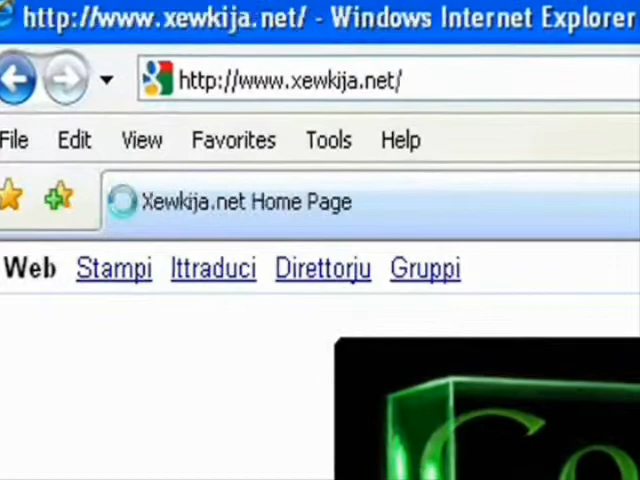 http://www.xewkija.net/ - Windows Internet Explorer
http://www.xewkija.net/
File Edit View Favorites Tools Help
Xewkija.net Home Page
Web Stampi Ittraduci Direttorju Gruppi
Go